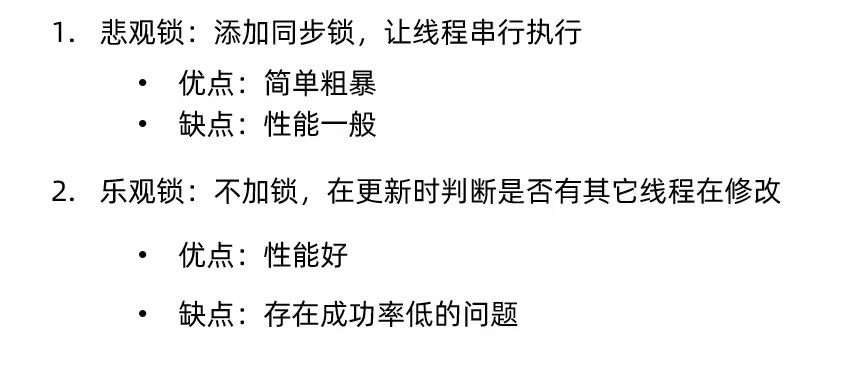 1. 悲观锁：添加同步锁，让线程串行执行
• 优点：简单粗暴
• 缺点：性能一般
2. 乐观锁：不加锁，在更新时判断是否有其它线程在修改
• 优点：性能好
• 缺点：存在成功率低的问题